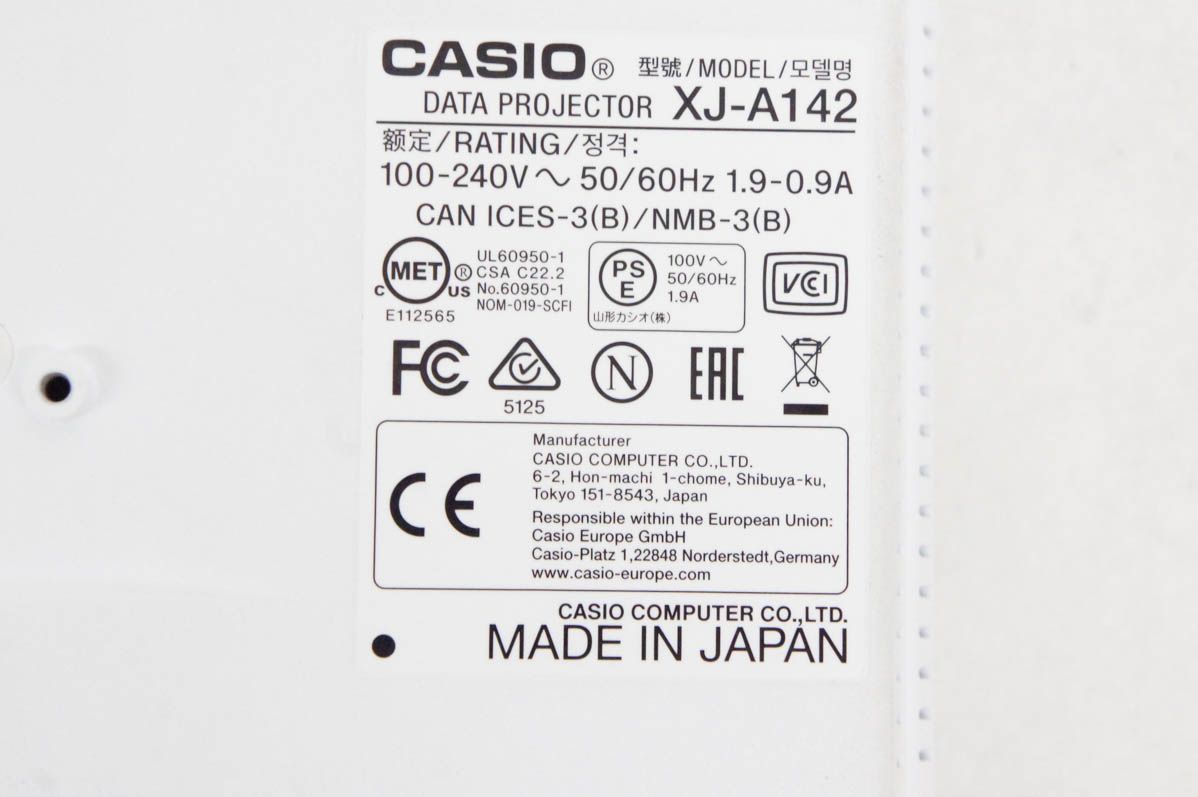 CASIO® 型號/MODEL/모델명
DATA PROJECTOR XJ-A142
额定/RATING/정격:
100-240V～ 50/60Hz 1.9-0.9A
CAN ICES-3(B)/NMB-3(B)
MET ® C US E112565
UL60950-1
CSA C22.2
No.60950-1
NOM-019-SCFI
PS E
100V～
50/60Hz
1.9A
山形カシオ(株)
VCCI
FC 5125 N EAC
CE
Manufacturer
CASIO COMPUTER CO.,LTD.
6-2, Hon-machi 1-chome, Shibuya-ku,
Tokyo 151-8543, Japan
Responsible within the European Union:
Casio Europe GmbH
Casio-Platz 1,22848 Norderstedt,Germany
www.casio-europe.com
CASIO COMPUTER CO.,LTD.
MADE IN JAPAN